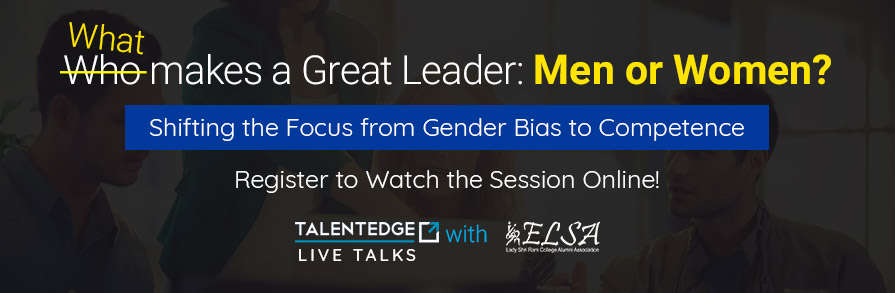 What
Who makes a Great Leader: Men or Women?
Shifting the Focus from Gender Bias to Competence
Register to Watch the Session Online!
TALENTEDGE with ELSA
LIVE TALKS
Lady Shri Ram College Alumni Association